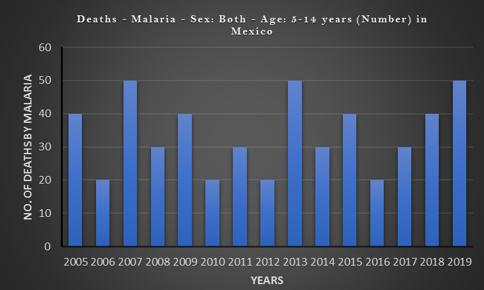 Deaths - Malaria - Sex: Both - Age: 5-14 years (Number) in
Mexico
60
50
40
30
20
10
0
NO. OF DEATHS BY MALARIA
2005 2006 2007 2008 2009 2010 2011 2012 2013 2014 2015 2016 2017 2018 2019
YEARS